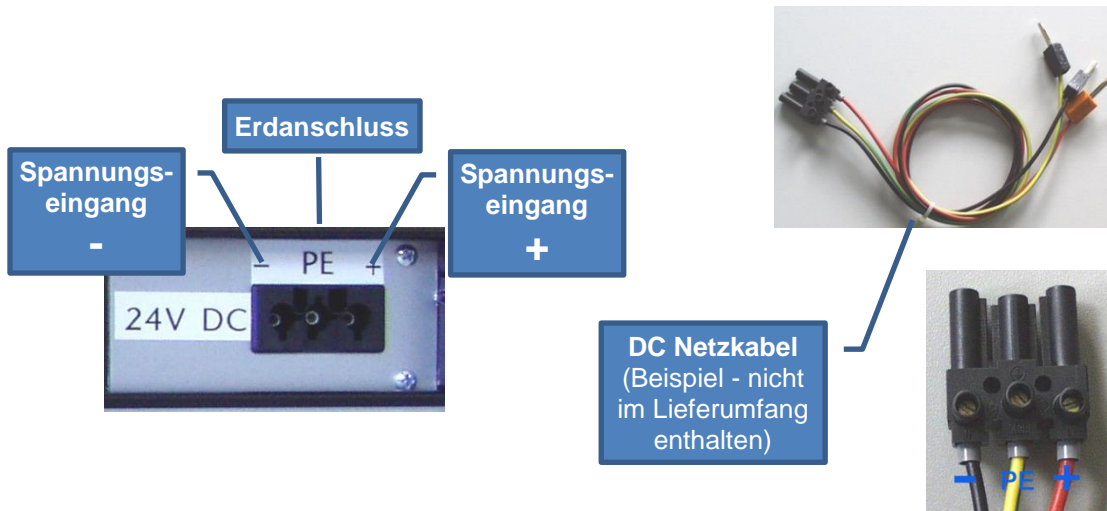 Erdanschluss
Spannungs-
eingang
-
Spannungs-
eingang
+
- PE +
24V DC
DC Netzkabel
(Beispiel - nicht
im Lieferumfang
enthalten)
- PE +